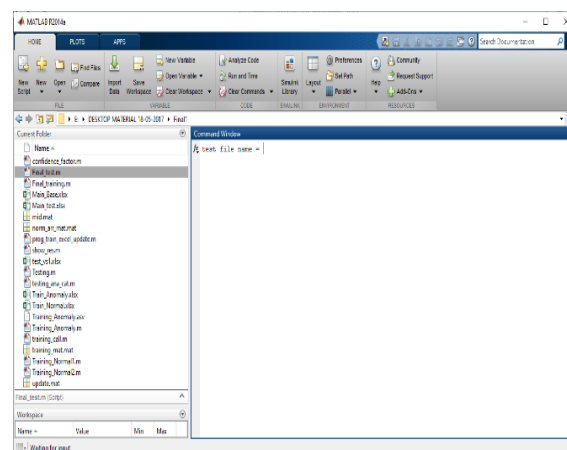 MATLAB R2014a
HOME PLOTS APPS Search Documentation
New Script New Open Find Files Compare Import Data Save Workspace New Variable Open Variable Clear Workspace Analyze Code Run and Time Clear Commands Simulink Library Layout Preferences Set Path Parallel Help Community Request Support Add-Ons
FILE VARIABLE CODE SIMULINK ENVIRONMENT RESOURCES
E: DESKTOP MATERIAL 18-05-2017 Final1
Current Folder
Command Window
Name
fx test file name =
confidence_factor.m
Final_test.m
Final_training.m
Main_Base.xlsx
Main_test.xlsx
mid.mat
norm_arr_mat.mat
prog_train_excel_update.m
show_res.m
test_vs1.xlsx
Testing.m
testing_ana_cat.m
Train_Anomaly.xlsx
Train_Normal.xlsx
Training_Anomaly.asv
Training_Anomaly.m
training_call.m
training_mat.mat
Training_Normal1.m
Training_Normal2.m
update.mat
Final_test.m (Script)
Workspace
Name Value Min Max
Waiting for input